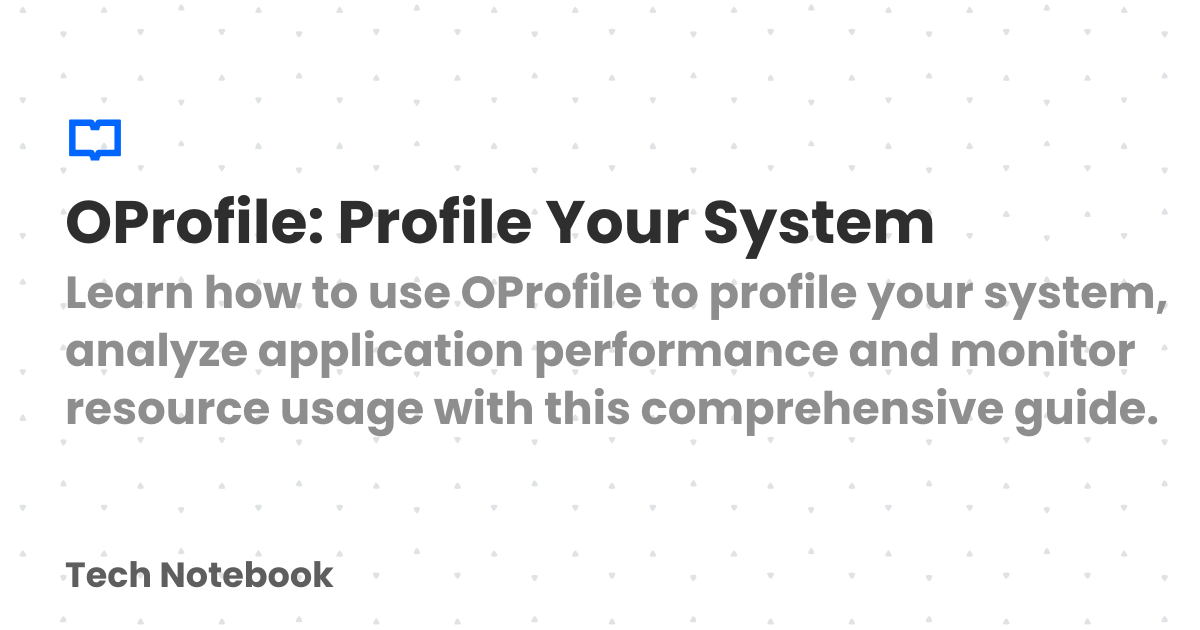 OProfile: Profile Your System
Learn how to use OProfile to profile your system,
analyze application performance and monitor
resource usage with this comprehensive guide.
Tech Notebook